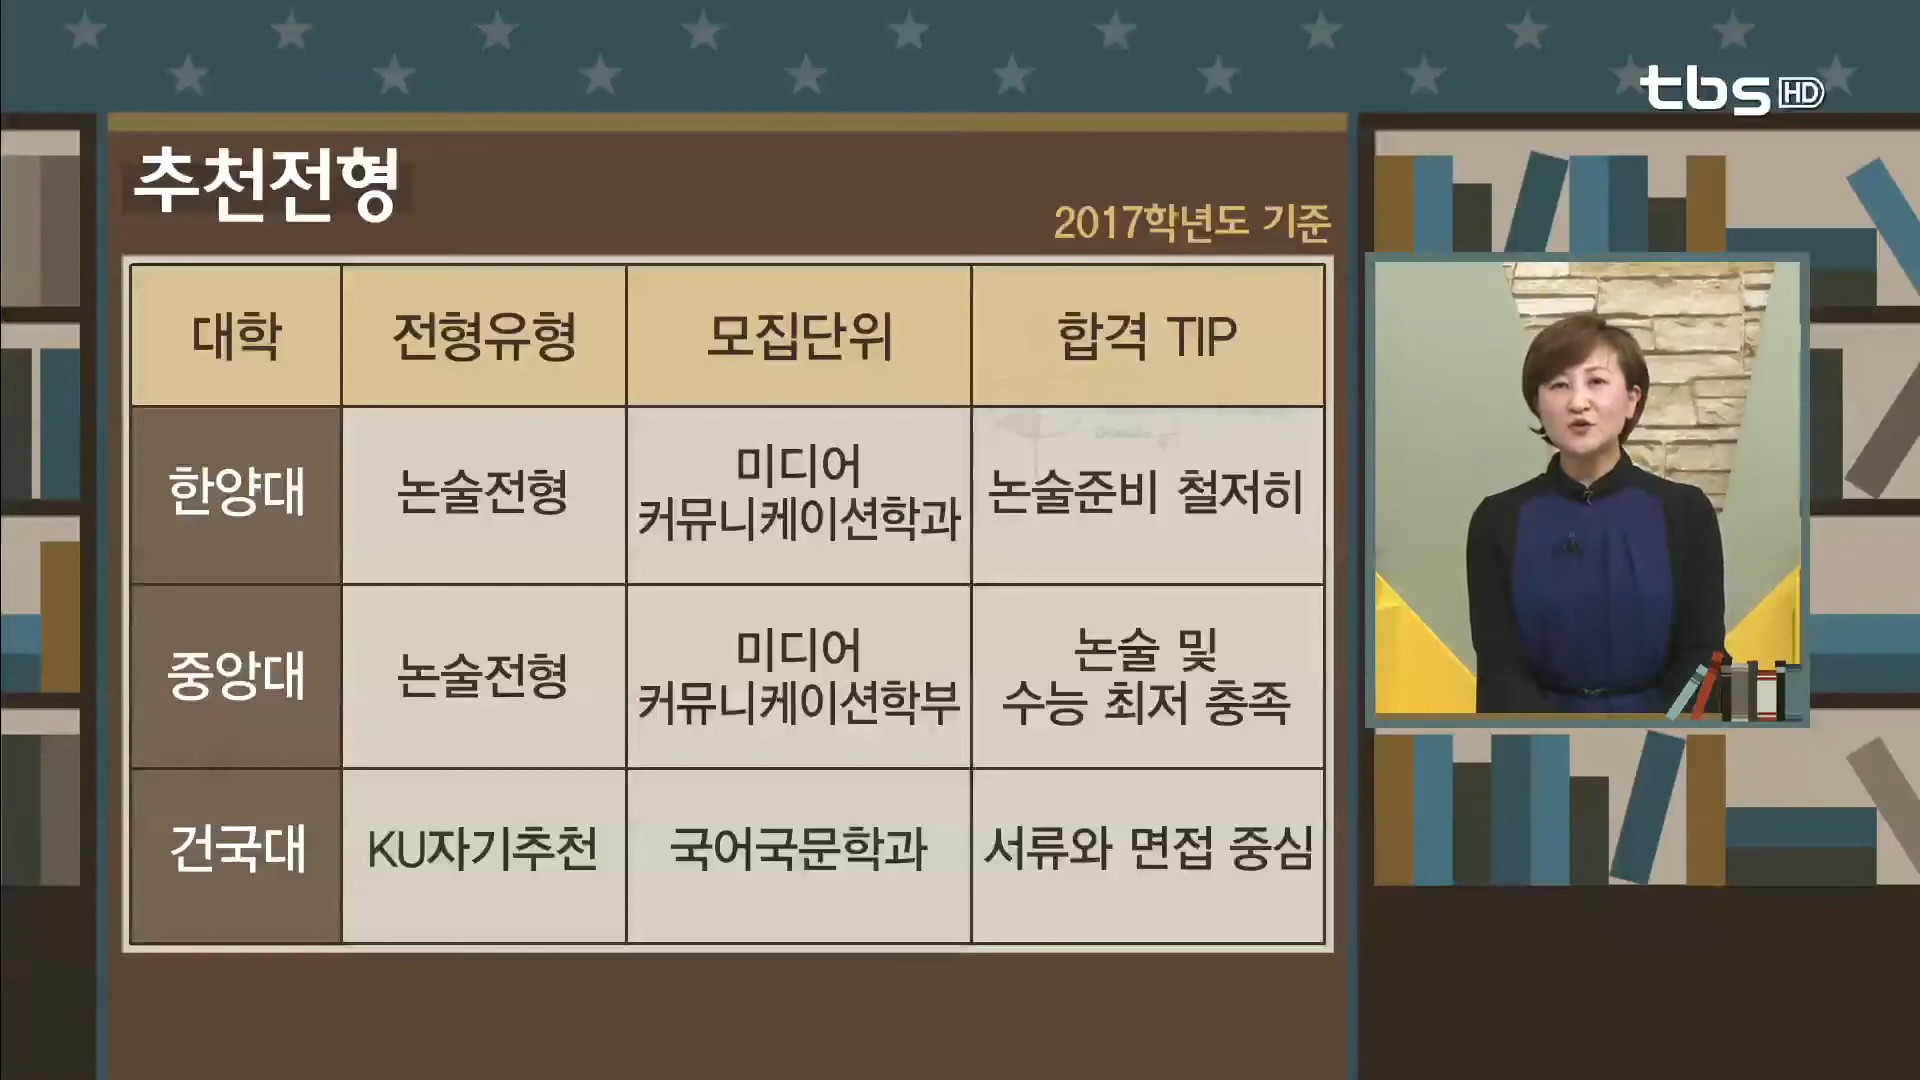 tbs HD
추천전형
2017학년도 기준
대학 전형유형 모집단위 합격 TIP
한양대 논술전형 미디어
커뮤니케이션학과 논술준비 철저히
중앙대 논술전형 미디어
커뮤니케이션학부 논술 및
수능 최저 충족
건국대 KU자기추천 국어국문학과 서류와 면접 중심